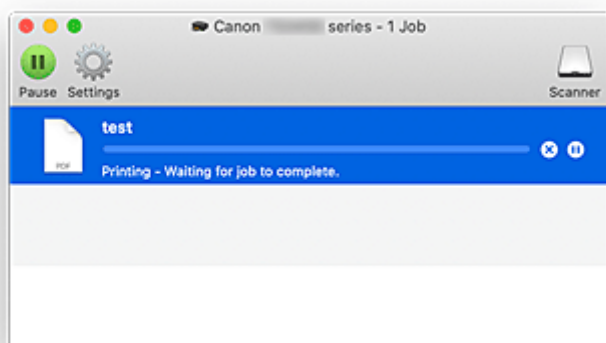 Canon series - 1 Job
Pause Settings Scanner
test
PDF
Printing - Waiting for job to complete.